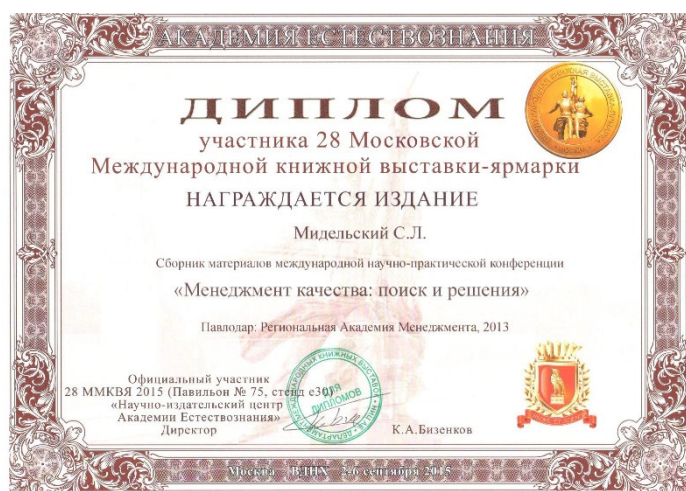 АКАДЕМИЯ ЕСТЕСТВОЗНАНИЯ
ДИПЛОМ
участника 28 Московской
Международной книжной выставки-ярмарки
НАГРАЖДАЕТСЯ ИЗДАНИЕ
Мидельский С.Л.
Сборник материалов международной научно-практической конференции
«Менеджмент качества: поиск и решения»
Павлодар: Региональная Академия Менеджмента, 2013
Официальный участник
28 ММКВЯ 2015 (Павильон № 75, стенд е30)
«Научно-издательский центр
Академии Естествознания»
Директор
К.А.Бизенков
ДЛЯ
ДИПЛОМОВ
Москва ВДНХ 2-6 сентября 2015